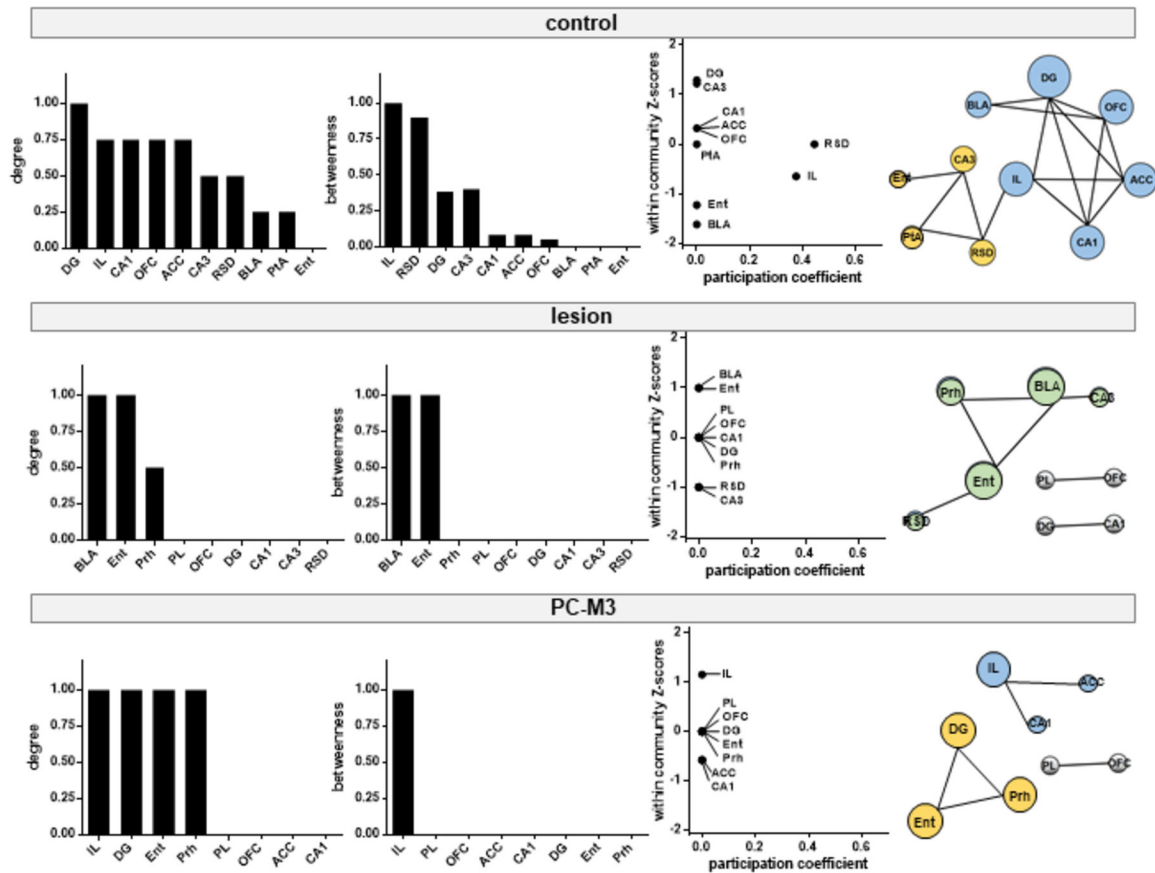 control
degree
1.00
0.75
0.50
0.25
0.00
DG IL CA1 OFC ACC CA3 RSD BLA PtA Ent
betweenness
1.00
0.75
0.50
0.25
0.00
IL RSD DG CA3 CA1 ACC OFC BLA PtA Ent
within community Z-scores
2
1
0
-1
-2
DG
CA3
CA1
ACC
OFC
PtA
RSD
IL
Ent
BLA
0.0 0.2 0.4 0.6
participation coefficient
DG
BLA
OFC
CA3
Ent
IL
ACC
PtA
RSD
CA1
lesion
degree
1.00
0.75
0.50
0.25
0.00
BLA Ent Prh PL OFC DG CA1 CA3 RSD
betweenness
1.00
0.75
0.50
0.25
0.00
BLA Ent Prh PL OFC DG CA1 CA3 RSD
within community Z-scores
2
1
0
-1
-2
BLA
Ent
PL
OFC
CA1
DG
Prh
RSD
CA3
0.0 0.2 0.4 0.6
participation coefficient
Prh
BLA
CA3
Ent
PL
OFC
RSD
DG
CA1
PC-M3
degree
1.00
0.75
0.50
0.25
0.00
IL DG Ent Prh PL OFC ACC CA1
betweenness
1.00
0.75
0.50
0.25
0.00
IL PL OFC ACC CA1 DG Ent Prh
within community Z-scores
2
1
0
-1
-2
IL
PL
OFC
DG
Ent
Prh
ACC
CA1
0.0 0.2 0.4 0.6
participation coefficient
IL
ACC
CA1
DG
PL
OFC
Prh
Ent